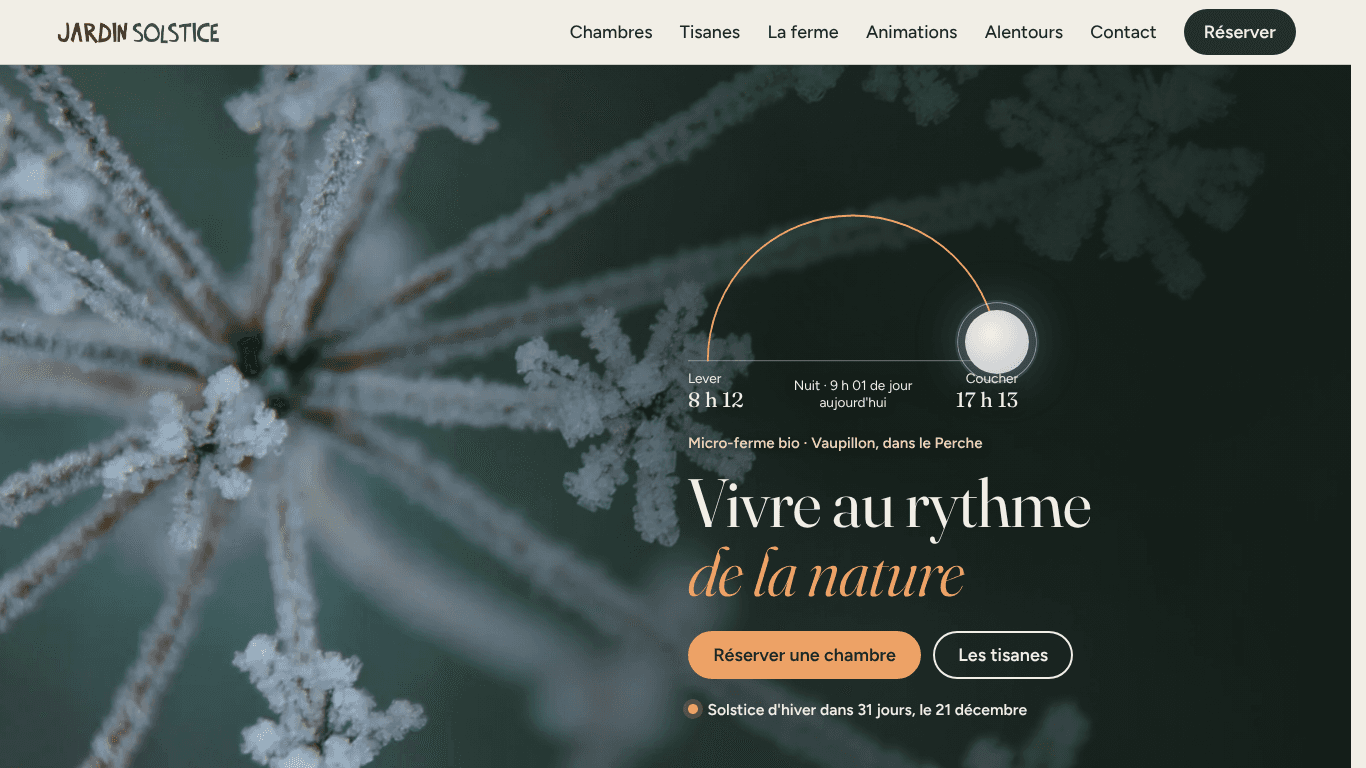 JARDIN SOLSTICE
Chambres
Tisanes
La ferme
Animations
Alentours
Contact
Réserver
Lever
8 h 12
Nuit · 9 h 01 de jour
aujourd'hui
Coucher
17 h 13
Micro-ferme bio · Vaupillon, dans le Perche
Vivre au rythme
de la nature
Réserver une chambre
Les tisanes
Solstice d'hiver dans 31 jours, le 21 décembre